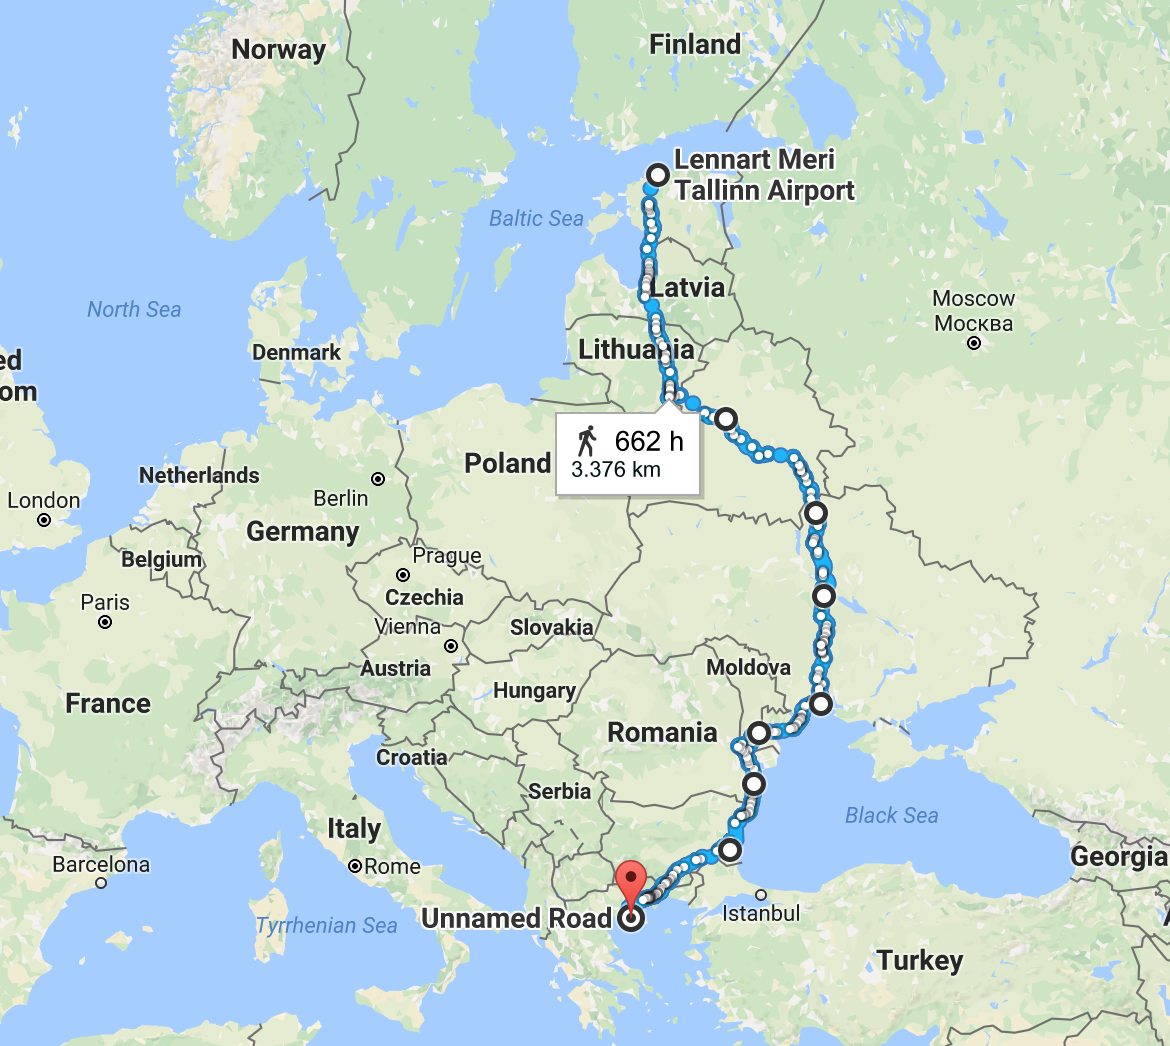 Norway
Finland
Lennart Meri
Tallinn Airport
Baltic Sea
Latvia
Moscow
Москва
North Sea
Denmark
Lithuania
ed
om
662 h
3.376 km
Poland
Netherlands
Berlin
London
Germany
Belgium
Prague
Czechia
Paris
Vienna
Slovakia
Austria
Moldova
Hungary
France
Romania
Croatia
Serbia
Black Sea
Italy
Georgia
Barcelona
Rome
Istanbul
Unnamed Road
Tyrrhenian Sea
Turkey